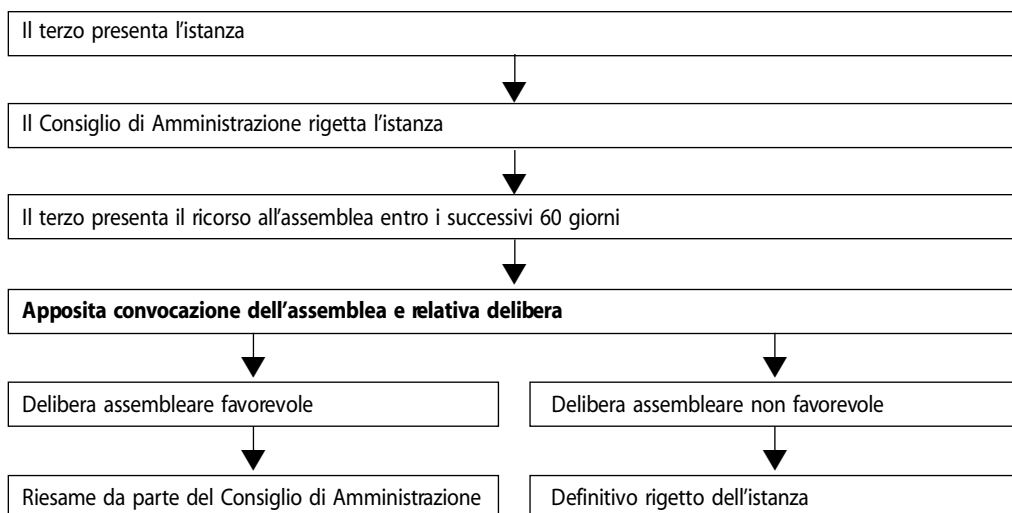 Il terzo presenta l'istanza
Il Consiglio di Amministrazione rigetta l'istanza
Il terzo presenta il ricorso all'assemblea entro i successivi 60 giorni
Apposita convocazione dell'assemblea e relativa delibera
Delibera assembleare favorevole
Delibera assembleare non favorevole
Riesame da parte del Consiglio di Amministrazione
Definitivo rigetto dell'istanza